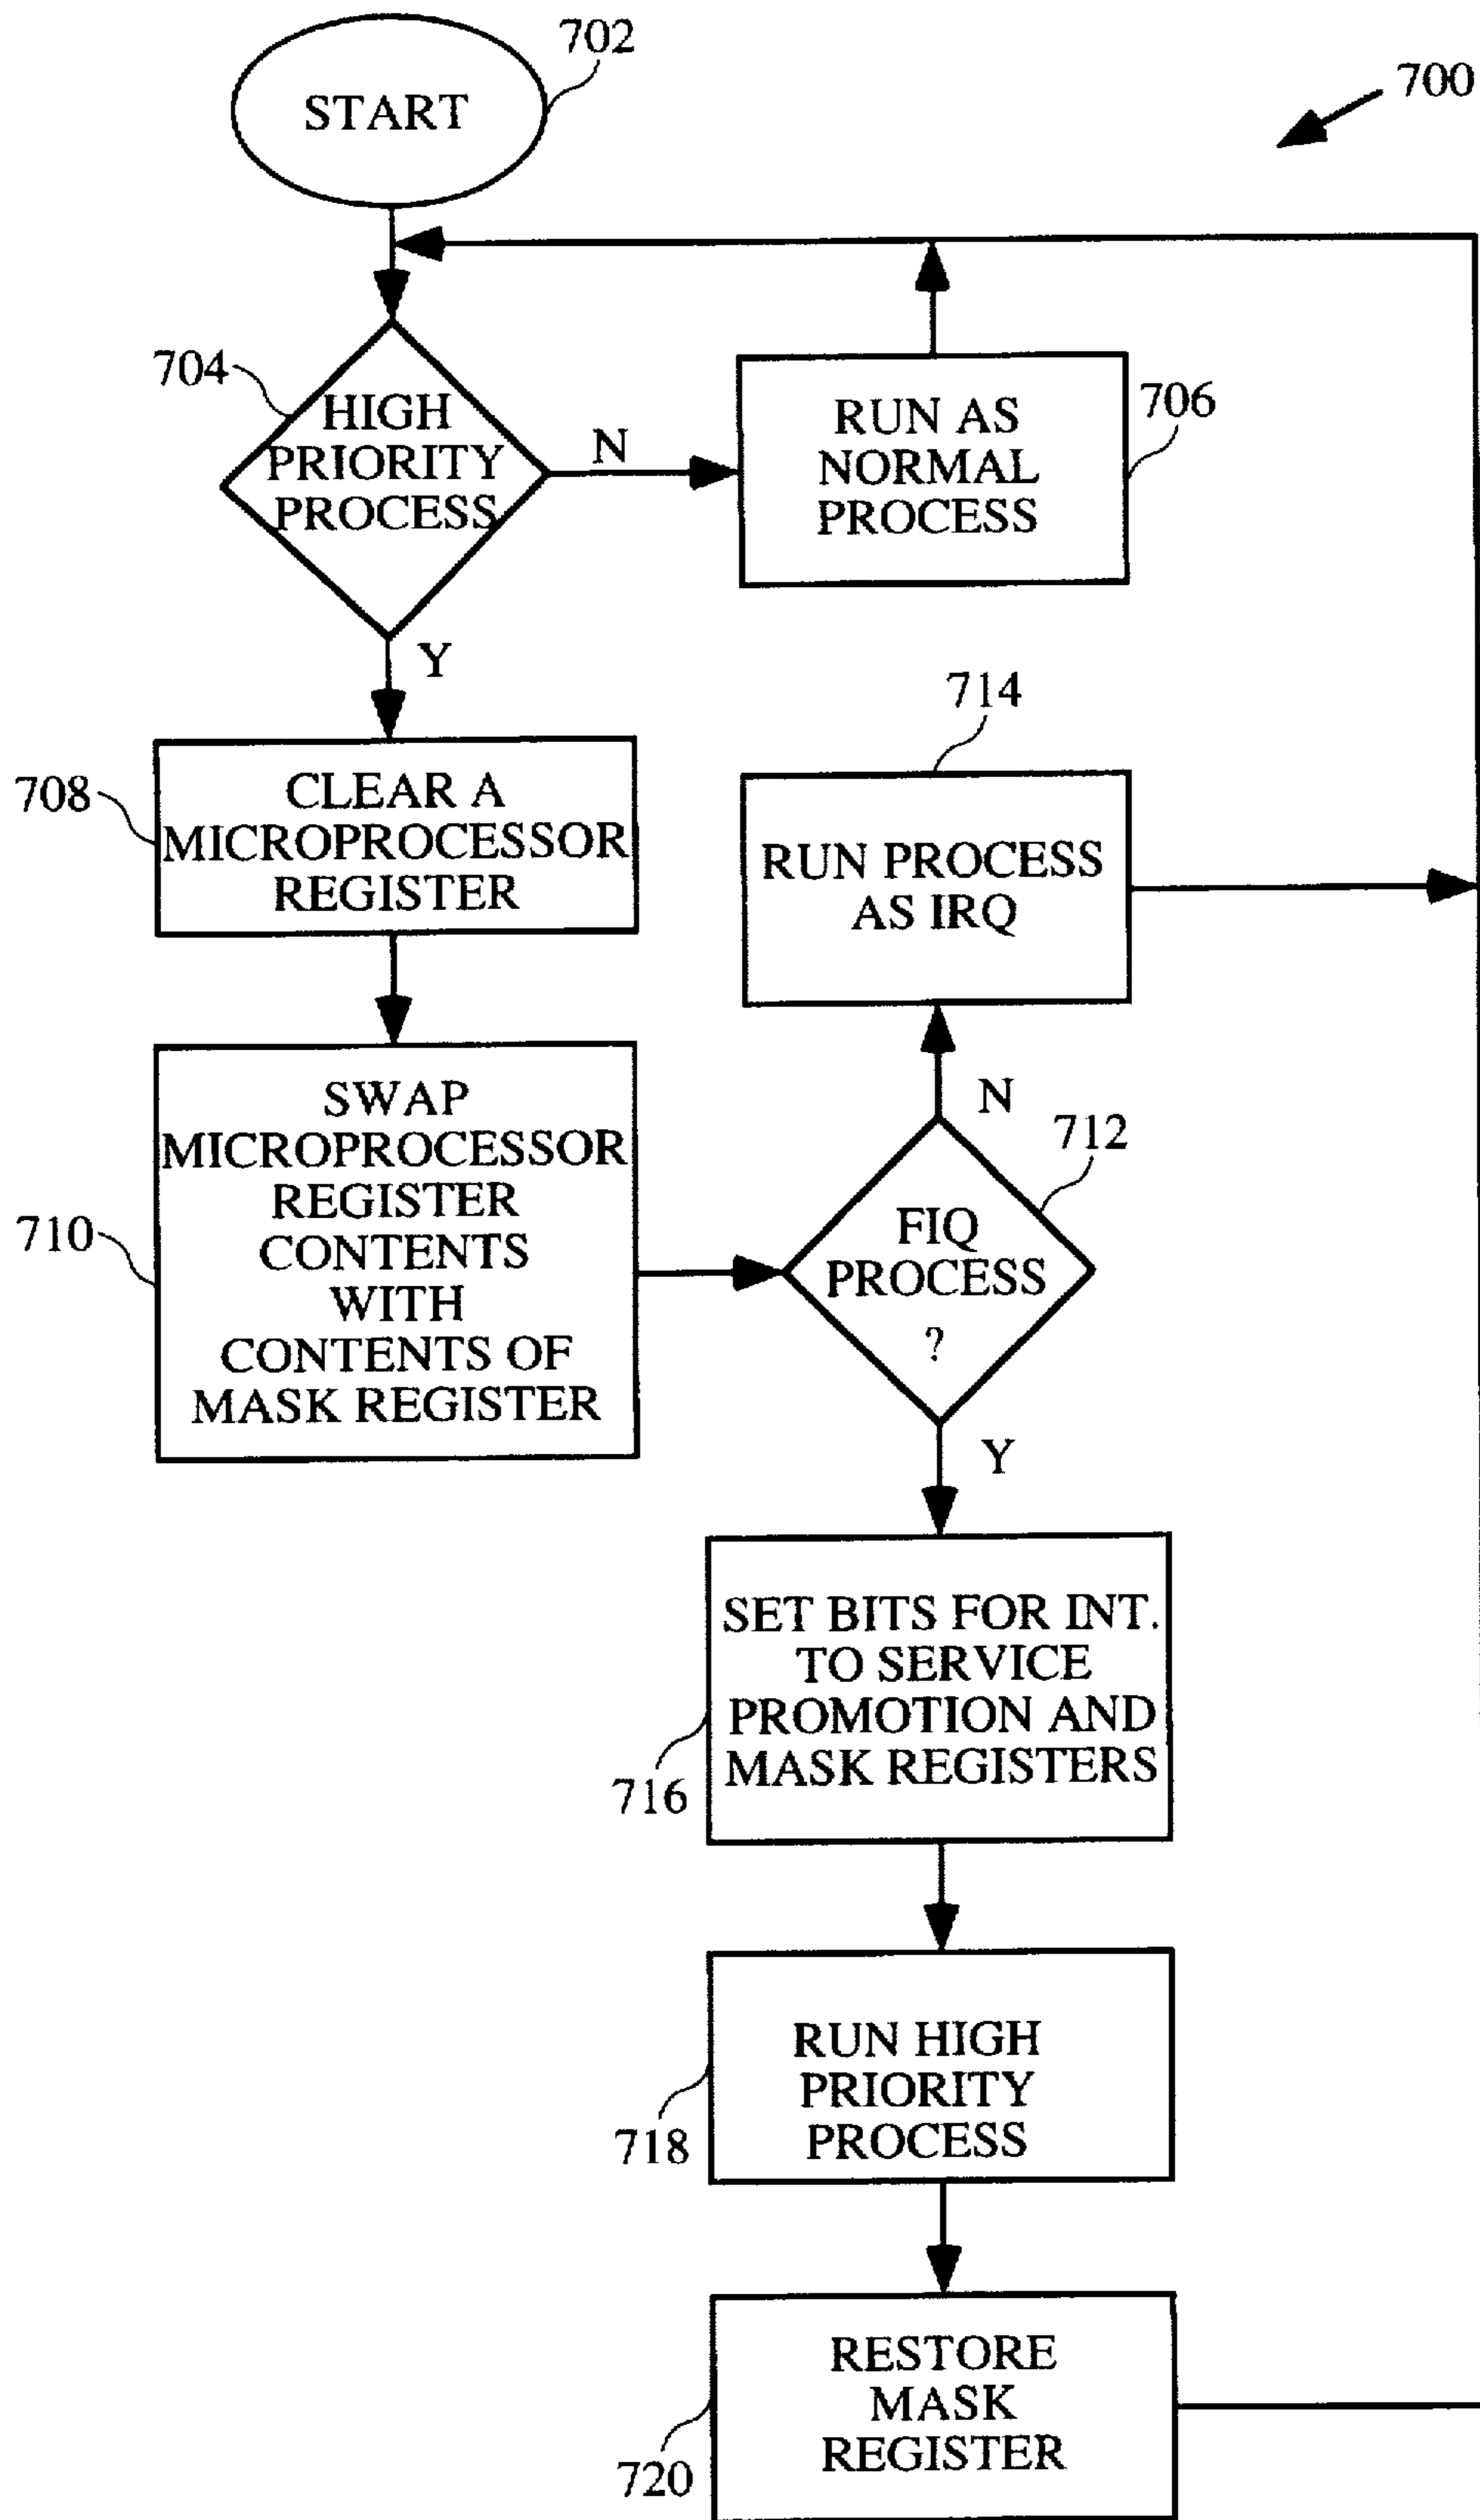 702
START
700
704
HIGH
PRIORITY
PROCESS
N
RUN AS
NORMAL
PROCESS
706
Y
714
708
CLEAR A
MICROPROCESSOR
REGISTER
RUN PROCESS
AS IRQ
N
712
710
SWAP
MICROPROCESSOR
REGISTER
CONTENTS
WITH
CONTENTS OF
MASK REGISTER
FIQ
PROCESS
?
Y
SET BITS FOR INT.
TO SERVICE
PROMOTION AND
MASK REGISTERS
716
RUN HIGH
PRIORITY
PROCESS
718
RESTORE
MASK
REGISTER
720